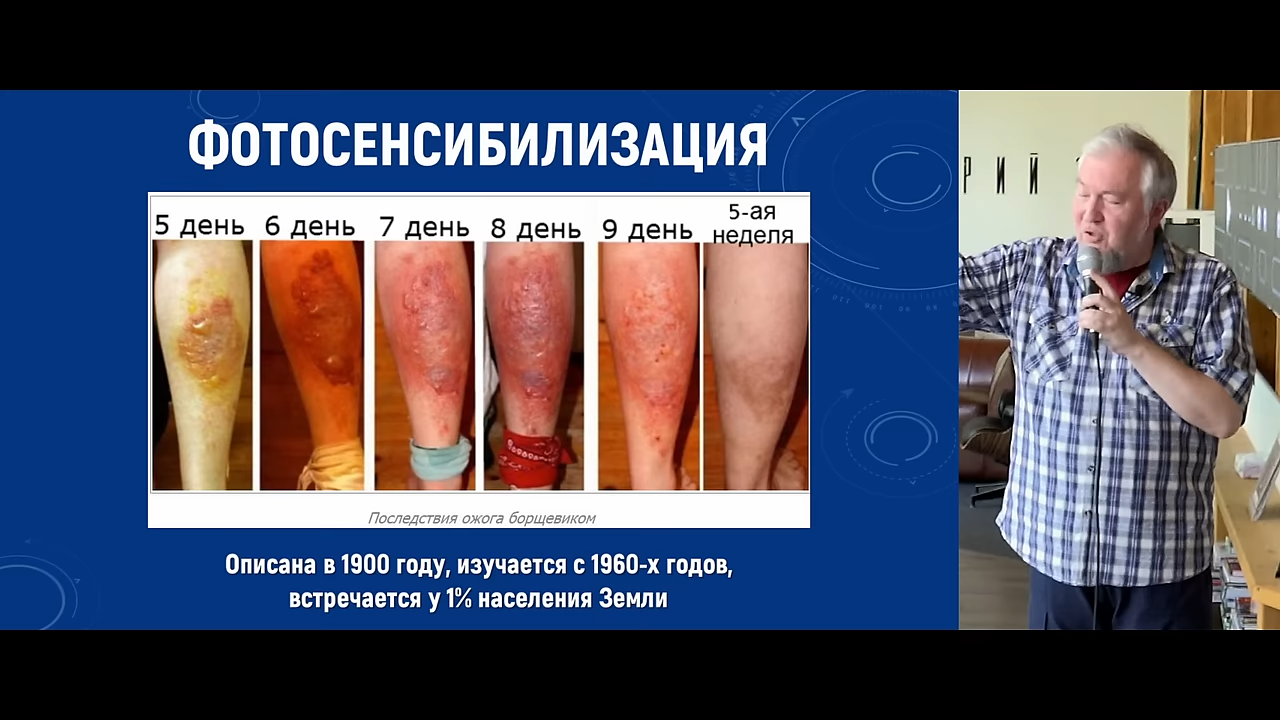 ФОТОСЕНСИБИЛИЗАЦИЯ
5 день
6 день
7 день
8 день
9 день
5-ая
неделя
Последствия ожога борщевиком
Описана в 1900 году, изучается с 1960-х годов,
встречается у 1% населения Земли
РИЙ